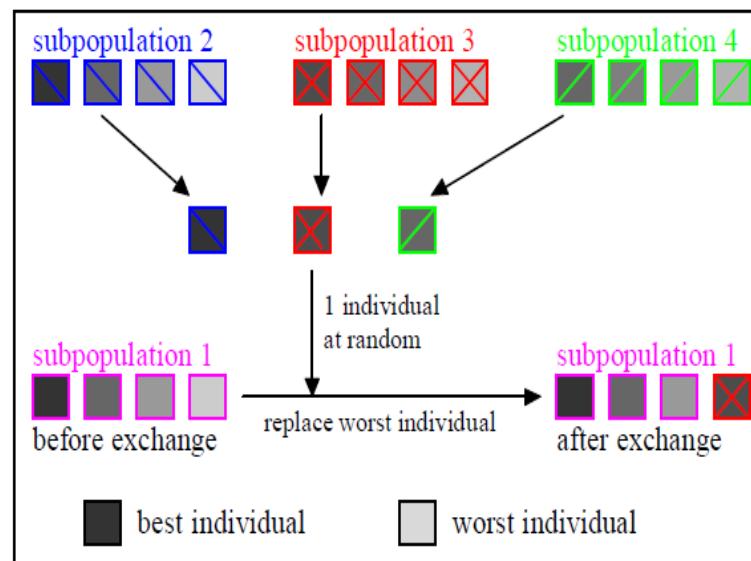 subpopulation 2
subpopulation 3
subpopulation 4
1 individual
at random
subpopulation 1
subpopulation 1
before exchange
replace worst individual
after exchange
best individual
worst individual